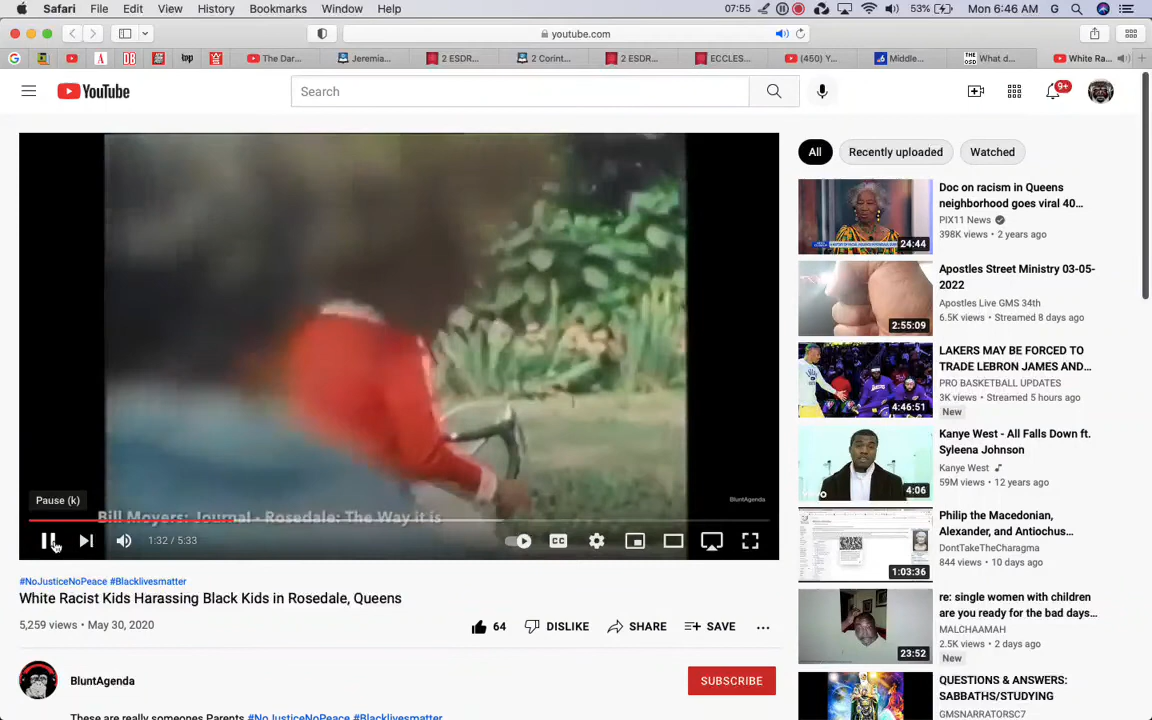 Safari File Edit View History Bookmarks Window Help 07:55 53% Mon 6:46 AM G
youtube.com
The Dar... Jeremia... 2 ESDR... 2 Corint... 2 ESDR... ECCLES... (450) Y... Middle... What d... White Ra...
YouTube
Search
9+
All
Recently uploaded
Watched
Doc on racism in Queens
neighborhood goes viral 40...
PIX11 News
398K views • 2 years ago
24:44
Apostles Street Ministry 03-05-
2022
Apostles Live GMS 34th
6.5K views • Streamed 8 days ago
2:55:09
LAKERS MAY BE FORCED TO
TRADE LEBRON JAMES AND...
PRO BASKETBALL UPDATES
3K views • Streamed 5 hours ago
New
4:46:51
Kanye West - All Falls Down ft.
Syleena Johnson
Kanye West
59M views • 12 years ago
4:06
Philip the Macedonian,
Alexander, and Antiochus...
DontTakeTheCharagma
844 views • 10 days ago
1:03:36
re: single women with children
are you ready for the bad days...
MALCHAAMAH
2.5K views • 2 days ago
New
23:52
QUESTIONS & ANSWERS:
SABBATHS/STUDYING
GMSNARRATORSC7
Pause (k)
BluntAgenda
Bill Moyers: Journal - Rosedale: The Way it is
1:32 / 5:33
CC
#NoJusticeNoPeace #Blacklivesmatter
White Racist Kids Harassing Black Kids in Rosedale, Queens
5,259 views • May 30, 2020
64 DISLIKE SHARE SAVE
BluntAgenda
SUBSCRIBE
These are really someones Parents #NoJusticeNoPeace #Blacklivesmatter